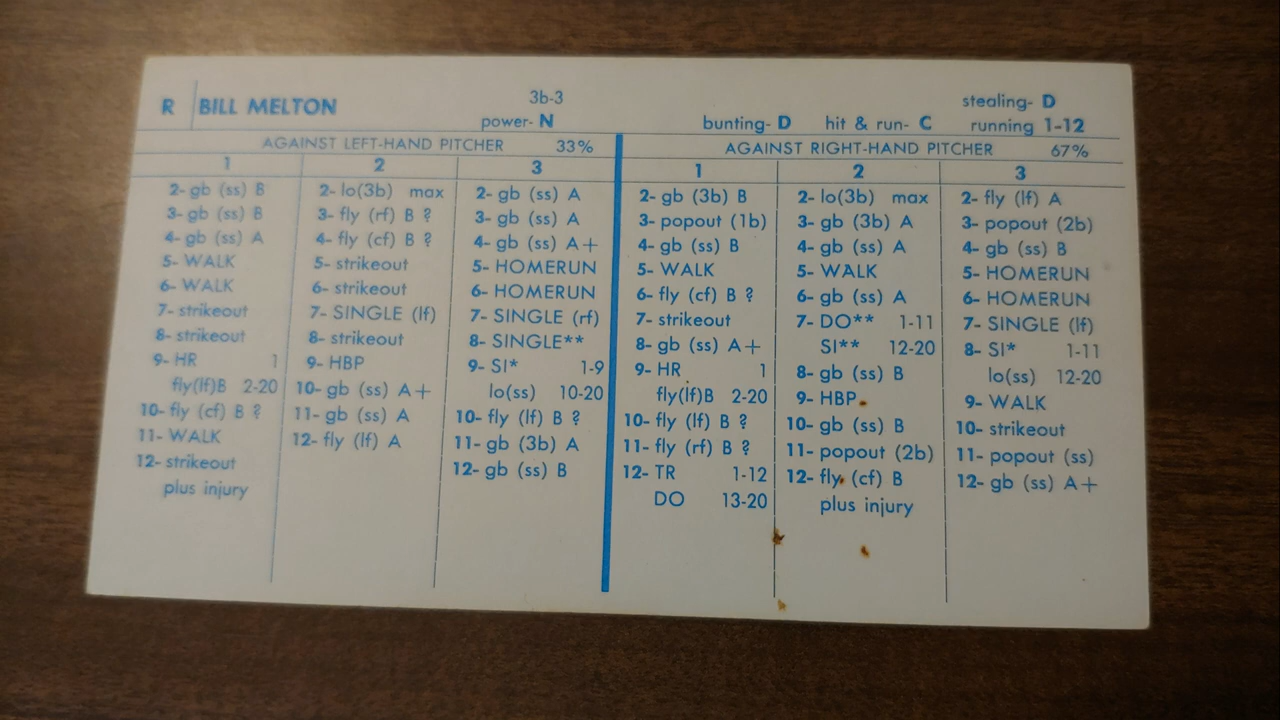 R BILL MELTON
3b-3
power- N
bunting- D hit & run- C
stealing- D
running 1-12
AGAINST LEFT-HAND PITCHER 33%
1
2- gb (ss) B
3- gb (ss) B
4- gb (ss) A
5- WALK
6- WALK
7- strikeout
8- strikeout
9- HR 1
fly(lf)B 2-20
10- fly (cf) B ?
11- WALK
12- strikeout
plus injury
2
2- lo(3b) max
3- fly (rf) B ?
4- fly (cf) B ?
5- strikeout
6- strikeout
7- SINGLE (lf)
8- strikeout
9- HBP
10- gb (ss) A+
11- gb (ss) A
12- fly (lf) A
3
2- gb (ss) A
3- gb (ss) A
4- gb (ss) A+
5- HOMERUN
6- HOMERUN
7- SINGLE (rf)
8- SINGLE**
9- SI* 1-9
lo(ss) 10-20
10- fly (lf) B ?
11- gb (3b) A
12- gb (ss) B
AGAINST RIGHT-HAND PITCHER 67%
1
2- gb (3b) B
3- popout (1b)
4- gb (ss) B
5- WALK
6- fly (cf) B ?
7- strikeout
8- gb (ss) A+
9- HR 1
fly(lf)B 2-20
10- fly (lf) B ?
11- fly (rf) B ?
12- TR 1-12
DO 13-20
2
2- lo(3b) max
3- gb (3b) A
4- gb (ss) A
5- WALK
6- gb (ss) A
7- DO** 1-11
SI** 12-20
8- gb (ss) B
9- HBP
10- gb (ss) B
11- popout (2b)
12- fly (cf) B
plus injury
3
2- fly (lf) A
3- popout (2b)
4- gb (ss) B
5- HOMERUN
6- HOMERUN
7- SINGLE (lf)
8- SI* 1-11
lo(ss) 12-20
9- WALK
10- strikeout
11- popout (ss)
12- gb (ss) A+